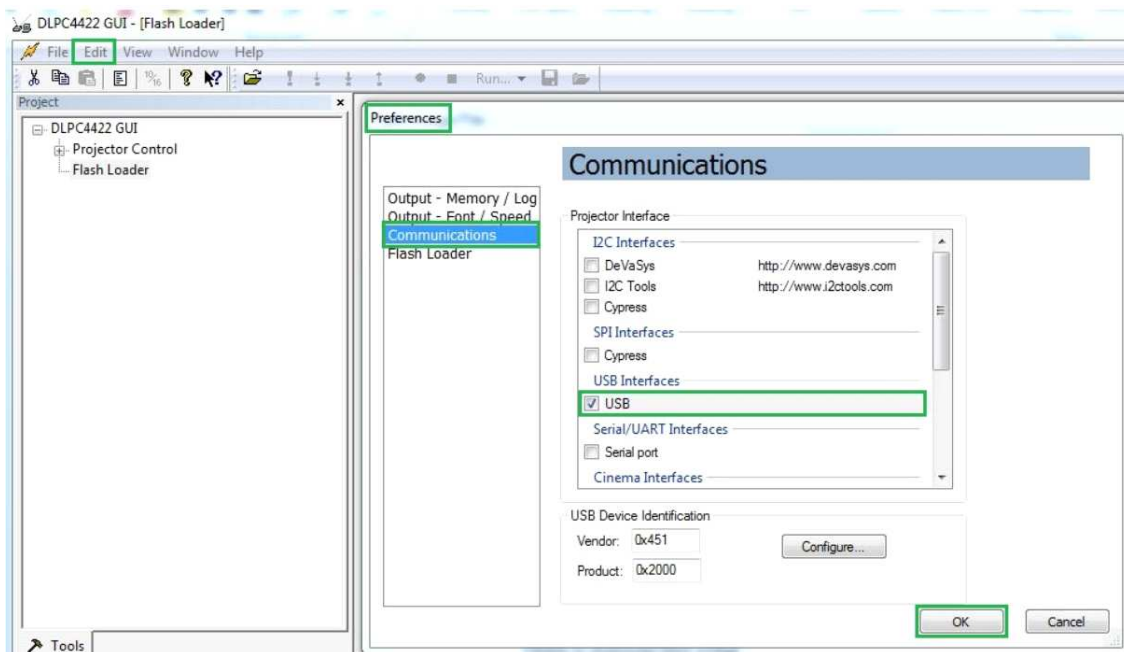 DLPC4422 GUI - [Flash Loader]
File Edit View Window Help
Run...
Project
DLPC4422 GUI
Projector Control
Flash Loader
Tools
Preferences
Output - Memory / Log
Output - Font / Speed
Communications
Flash Loader
Communications
Projector Interface
I2C Interfaces
DeVaSys http://www.devasys.com
I2C Tools http://www.i2ctools.com
Cypress
SPI Interfaces
Cypress
USB Interfaces
USB
Serial/UART Interfaces
Serial port
Cinema Interfaces
USB Device Identification
Vendor: 0x451
Product: 0x2000
Configure...
OK Cancel